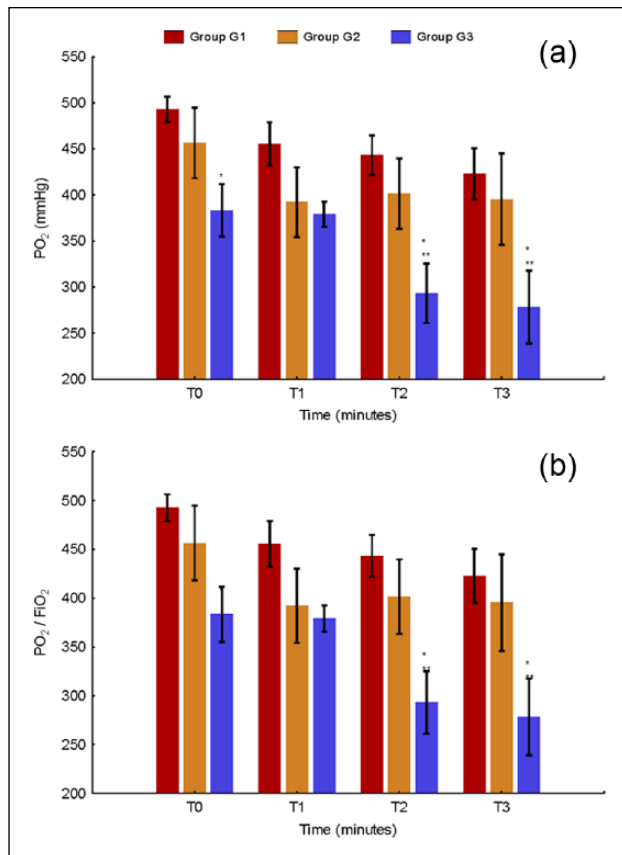 Group G1 Group G2 Group G3
(a)
550
500
450
400
350
300
250
200
PO₂ (mmHg)
*
*
**
*
**
T0 T1 T2 T3
Time (minutes)
(b)
550
500
450
400
350
300
250
200
PO₂ / FiO₂
*
**
*
**
T0 T1 T2 T3
Time (minutes)